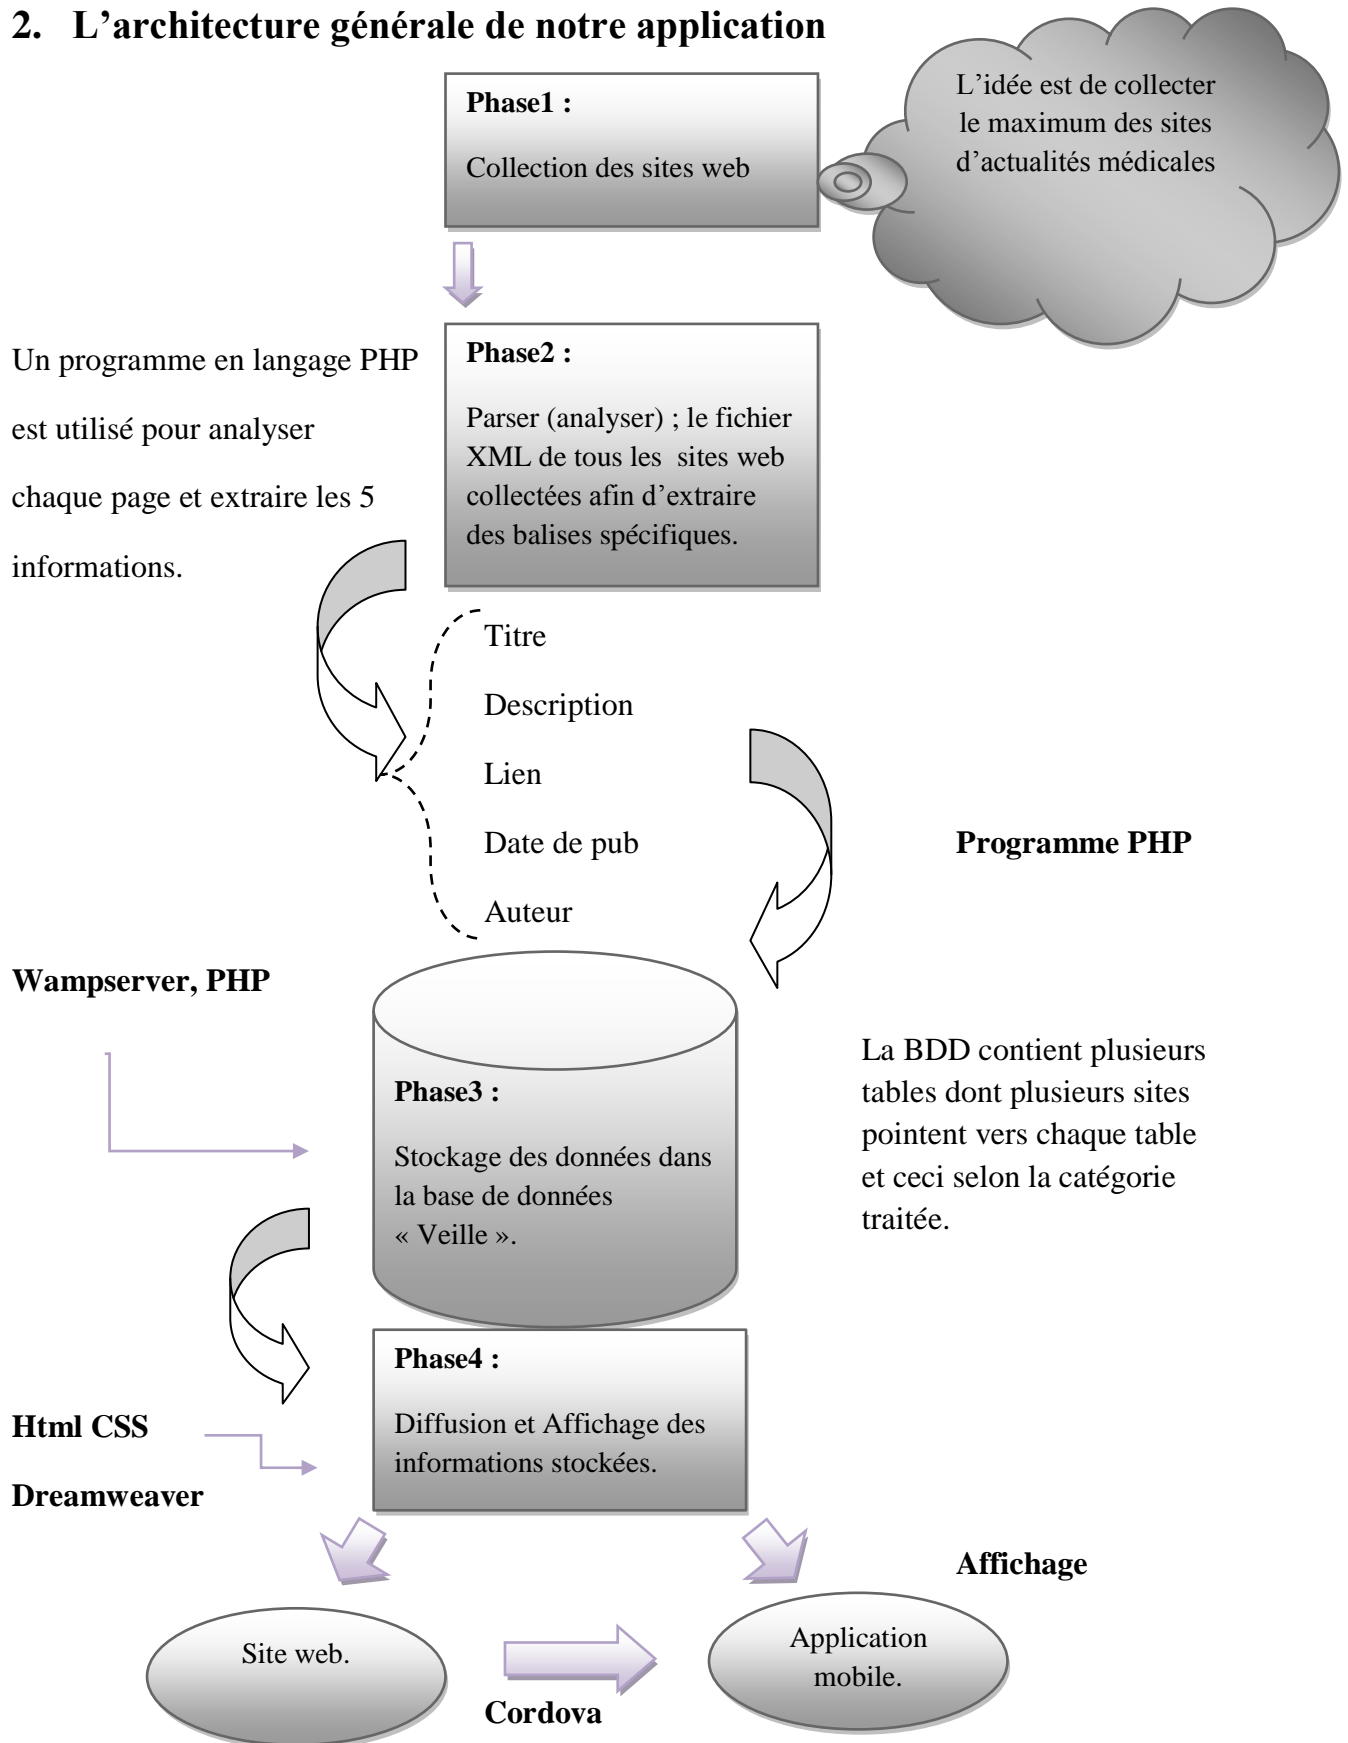 2. L’architecture générale de notre application
Phase1 :
Collection des sites web
L’idée est de collecter
le maximum des sites
d’actualités médicales
Un programme en langage PHP
est utilisé pour analyser
chaque page et extraire les 5
informations.
Phase2 :
Parser (analyser) ; le fichier
XML de tous les sites web
collectées afin d’extraire
des balises spécifiques.
Titre
Description
Lien
Date de pub
Auteur
Programme PHP
Wampserver, PHP
Phase3 :
Stockage des données dans
la base de données
« Veille ».
La BDD contient plusieurs
tables dont plusieurs sites
pointent vers chaque table
et ceci selon la catégorie
traitée.
Phase4 :
Diffusion et Affichage des
informations stockées.
Html CSS
Dreamweaver
Affichage
Site web.
Application
mobile.
Cordova